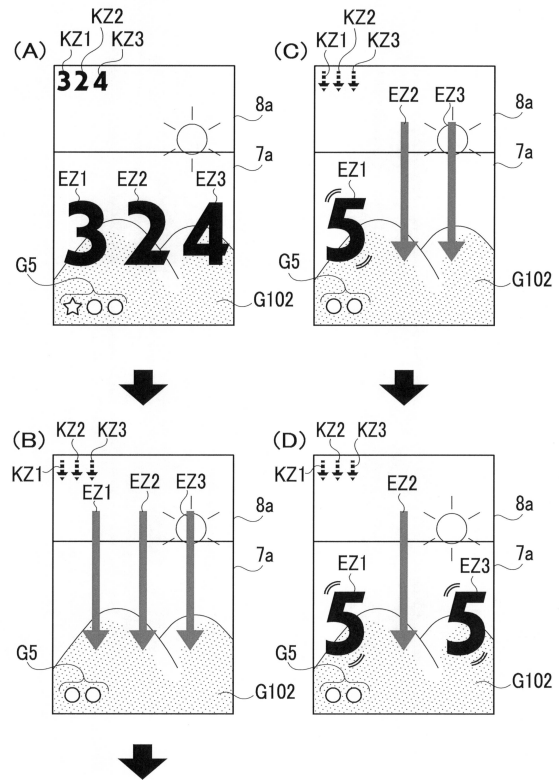 (A)
KZ2
KZ1 KZ3
324
8a
7a
EZ1 EZ2 EZ3
324
G5
G102
(B)
KZ2 KZ3
KZ1
EZ1 EZ2 EZ3
8a
7a
G5
G102
(C)
KZ2
KZ1 KZ3
EZ2 EZ3
8a
7a
EZ1
5
G5
G102
(D)
KZ2 KZ3
KZ1
EZ2
8a
7a
EZ1 EZ3
5 5
G5
G102